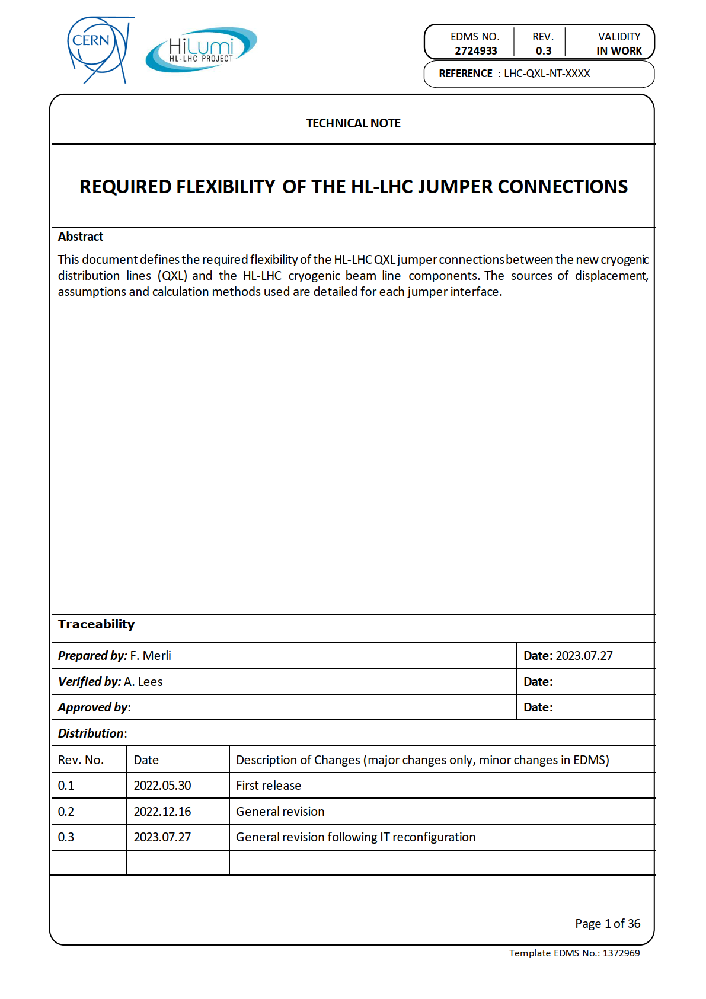 CERN
HiLumi
HL-LHC PROJECT
EDMS NO. REV. VALIDITY
2724933 0.3 IN WORK
REFERENCE : LHC-QXL-NT-XXXX
TECHNICAL NOTE
REQUIRED FLEXIBILITY OF THE HL-LHC JUMPER CONNECTIONS
Abstract
This document defines the required flexibility of the HL-LHC QXL jumper connections between the new cryogenic
distribution lines (QXL) and the HL-LHC cryogenic beam line components. The sources of displacement,
assumptions and calculation methods used are detailed for each jumper interface.
Traceability
Prepared by: F. Merli Date: 2023.07.27
Verified by: A. Lees Date:
Approved by: Date:
Distribution:
Rev. No. Date Description of Changes (major changes only, minor changes in EDMS)
0.1 2022.05.30 First release
0.2 2022.12.16 General revision
0.3 2023.07.27 General revision following IT reconfiguration
Page 1 of 36
Template EDMS No.: 1372969